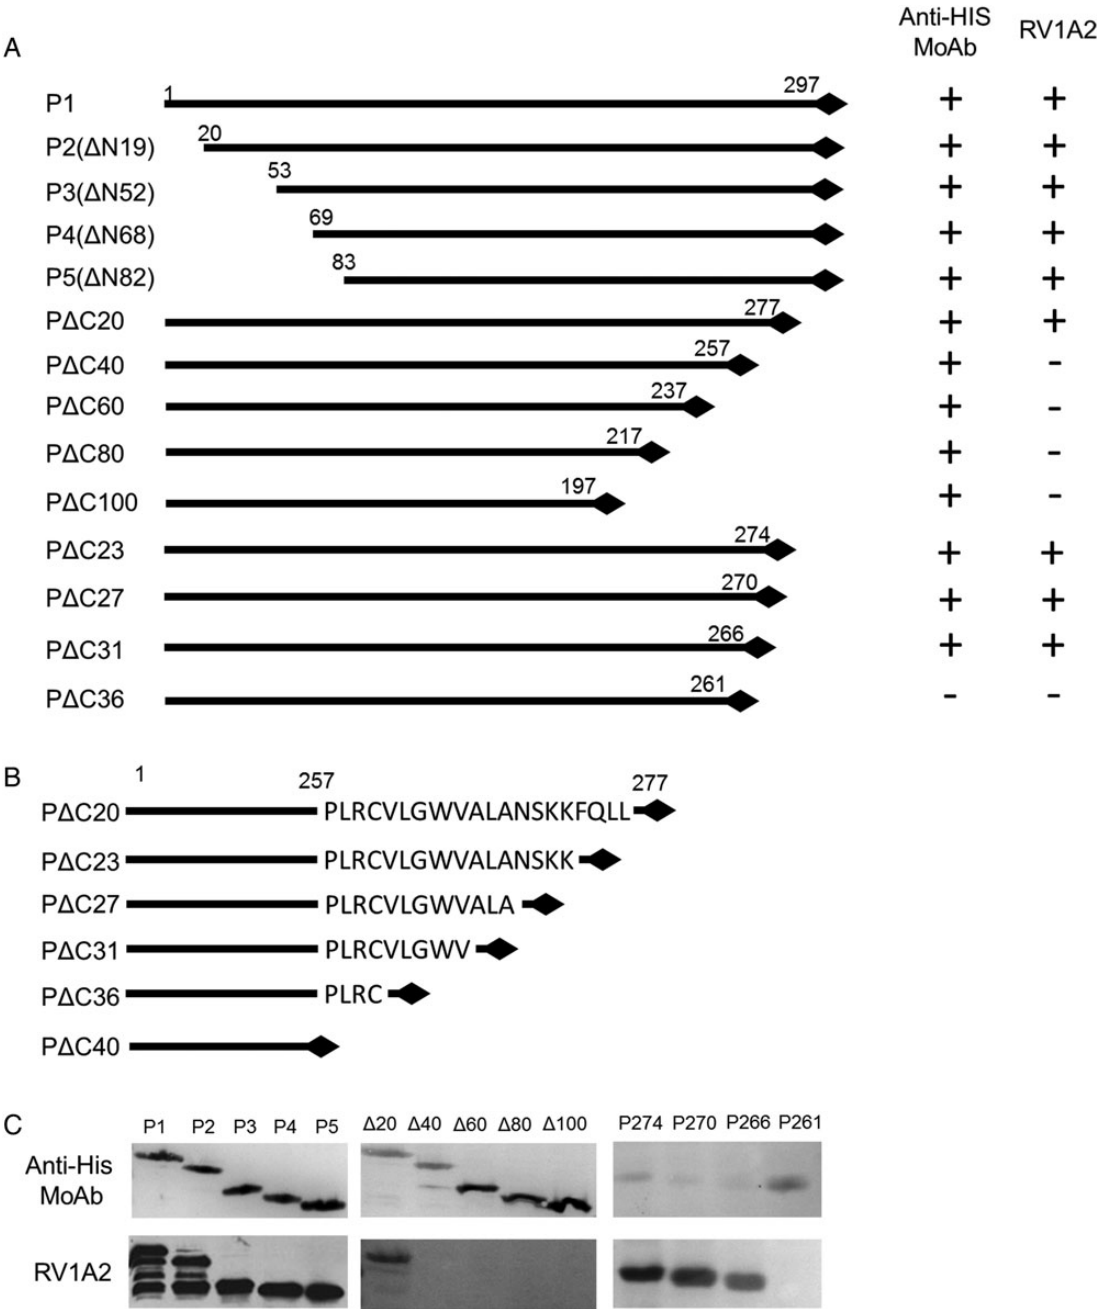 A
Anti-HIS
MoAb
RV1A2
P1 1 297 + +
P2(ΔN19) 20 + +
P3(ΔN52) 53 + +
P4(ΔN68) 69 + +
P5(ΔN82) 83 + +
PΔC20 277 + +
PΔC40 257 + -
PΔC60 237 + -
PΔC80 217 + -
PΔC100 197 + -
PΔC23 274 + +
PΔC27 270 + +
PΔC31 266 + +
PΔC36 261 - -
B
1 257 277
PΔC20 PLRCVLGWVALANSKKFQLL
PΔC23 PLRCVLGWVALANSKK
PΔC27 PLRCVLGWVALA
PΔC31 PLRCVLGWV
PΔC36 PLRC
PΔC40
C
P1 P2 P3 P4 P5 Δ20 Δ40 Δ60 Δ80 Δ100 P274 P270 P266 P261
Anti-His
MoAb
RV1A2